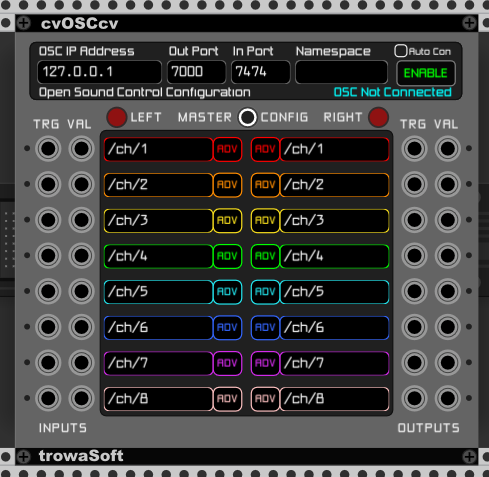 cvOSCcv
OSC IP Address Out Port In Port Namespace Auto Con
127.0.0.1 7000 7474 ENABLE
Open Sound Control Configuration OSC Not Connected
TRG VAL LEFT MASTER CONFIG RIGHT TRG VAL
/ch/1 ADV ADV /ch/1
/ch/2 ADV ADV /ch/2
/ch/3 ADV ADV /ch/3
/ch/4 ADV ADV /ch/4
/ch/5 ADV ADV /ch/5
/ch/6 ADV ADV /ch/6
/ch/7 ADV ADV /ch/7
/ch/8 ADV ADV /ch/8
INPUTS OUTPUTS
trowaSoft